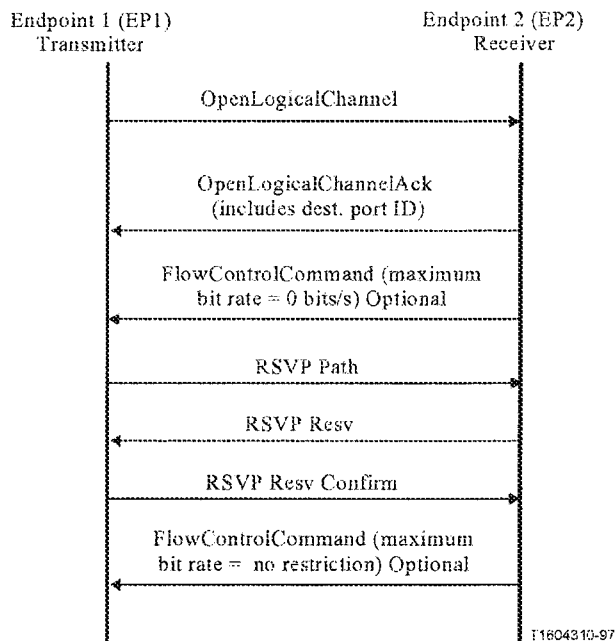 Endpoint 1 (EP1)
Transmitter
Endpoint 2 (EP2)
Receiver
OpenLogicalChannel
OpenLogicalChannelAck
(includes dest. port ID)
FlowControlCommand (maximum
bit rate = 0 bits/s) Optional
RSVP Path
RSVP Resv
RSVP Resv Confirm
FlowControlCommand (maximum
bit rate = no restriction) Optional
T1604310-97